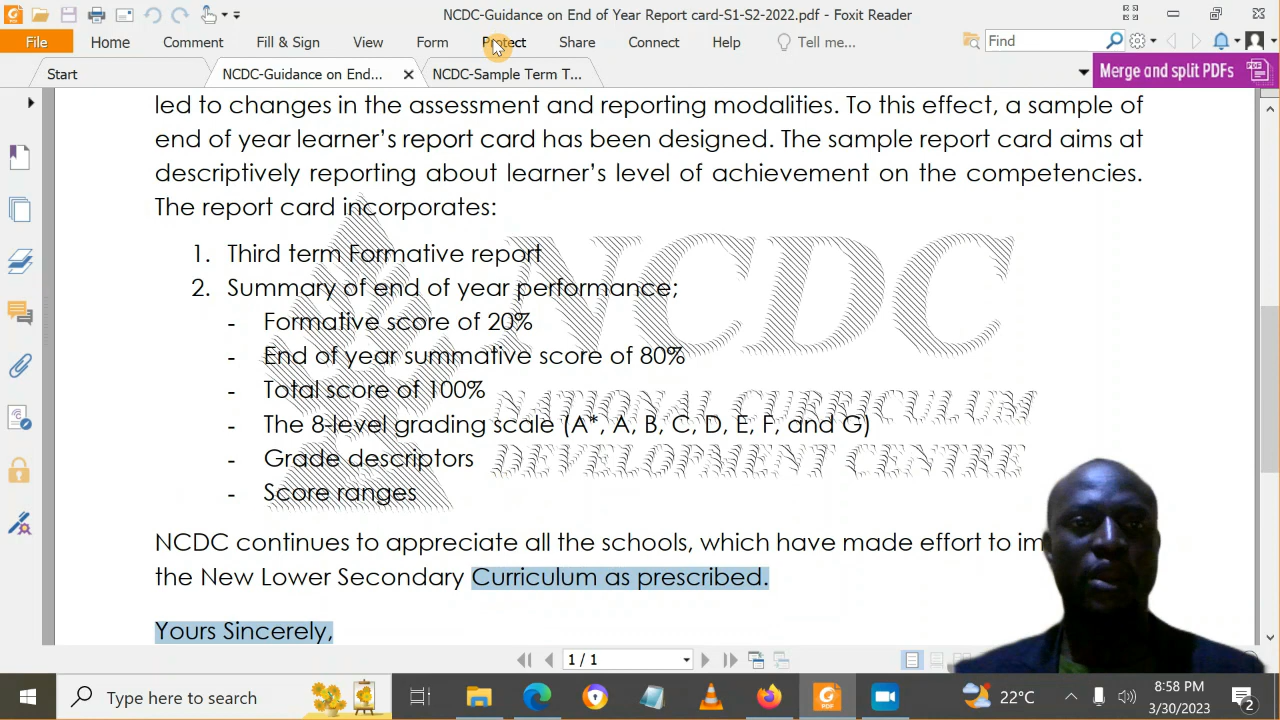 NCDC-Guidance on End of Year Report card-S1-S2-2022.pdf - Foxit Reader
File Home Comment Fill & Sign View Form Protect Share Connect Help Tell me... Find
Start NCDC-Guidance on End... NCDC-Sample Term T... Merge and split PDFs
led to changes in the assessment and reporting modalities. To this effect, a sample of
end of year learner's report card has been designed. The sample report card aims at
descriptively reporting about learner's level of achievement on the competencies.
The report card incorporates:
1. Third term Formative report
2. Summary of end of year performance;
- Formative score of 20%
- End of year summative score of 80%
- Total score of 100%
- The 8-level grading scale (A*, A, B, C, D, E, F, and G)
- Grade descriptors
- Score ranges
NCDC
NATIONAL CURRICULUM
DEVELOPMENT CENTRE
NCDC continues to appreciate all the schools, which have made effort to im
the New Lower Secondary Curriculum as prescribed.
Yours Sincerely,
1 / 1
Type here to search
22°C
8:58 PM
3/30/2023
2